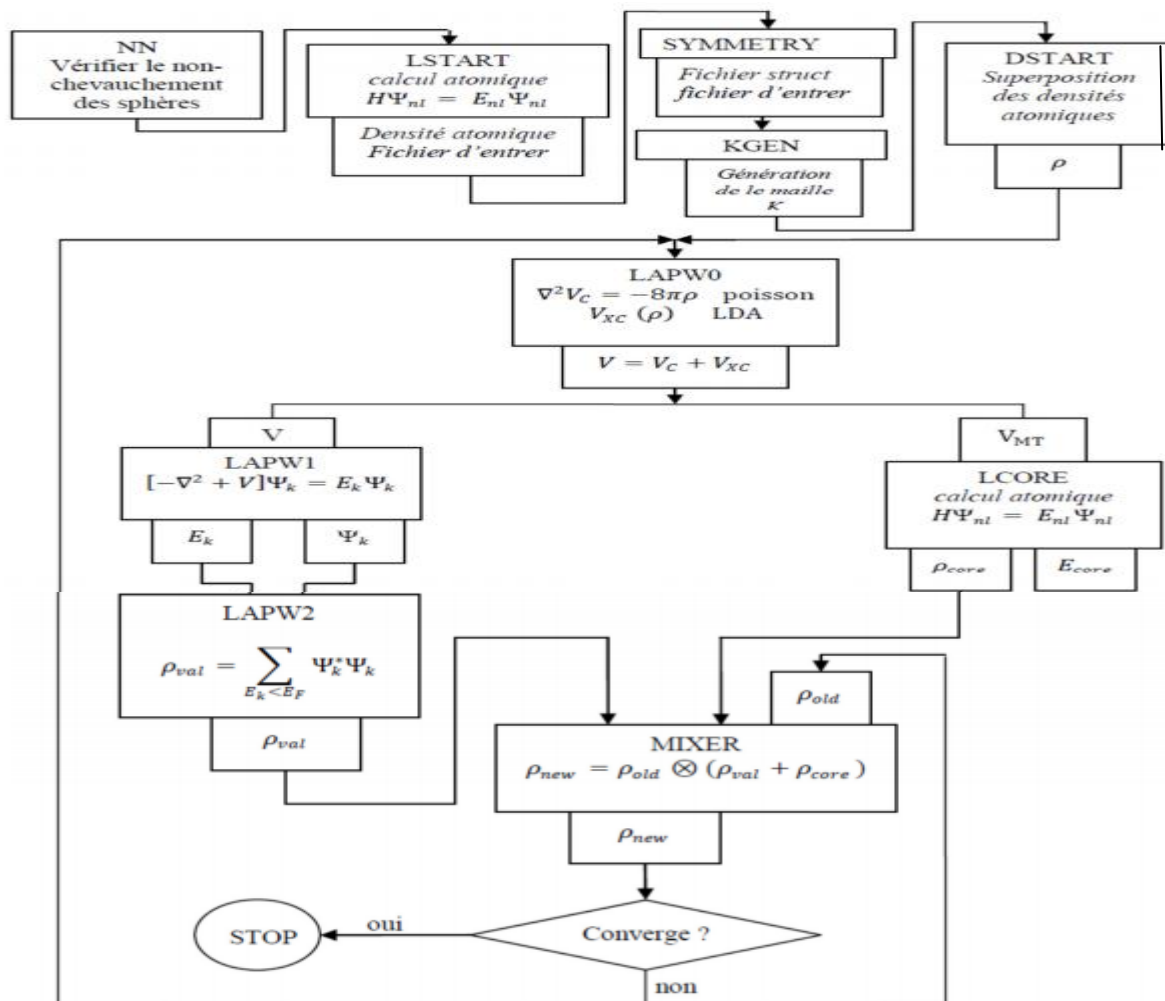 NN
Vérifier le non-
chevauchement
des sphères
LSTART
calcul atomique
HΨnl = EnlΨnl
Densité atomique
Fichier d'entrer
SYMMETRY
Fichier struct
fichier d'entrer
KGEN
Génération
de le maille
K
DSTART
Superposition
des densités
atomiques
ρ
LAPW0
∇²VC = −8πρ poisson
VXC (ρ) LDA
V = VC + VXC
V
LAPW1
[−∇² + V]Ψk = EkΨk
Ek
Ψk
LAPW2
ρval = ∑ Ψk*Ψk
Ek<EF
ρval
VMT
LCORE
calcul atomique
HΨnl = EnlΨnl
ρcore
Ecore
ρold
MIXER
ρnew = ρold ⊗ (ρval + ρcore)
ρnew
Converge ?
oui
STOP
non